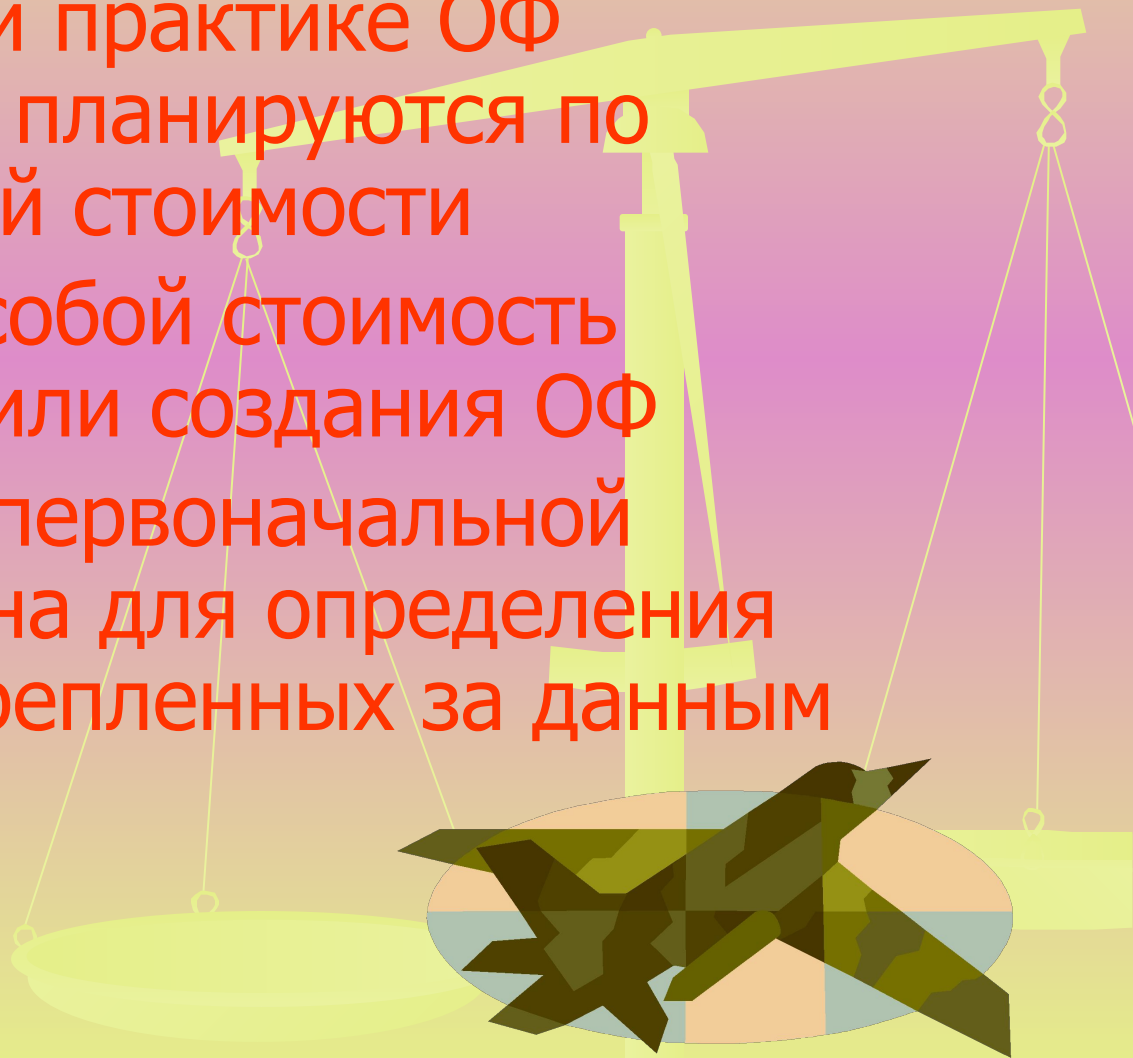 и практике ОФ
планируются по
й стоимости
собой стоимость
или создания ОФ
первоначальной
на для определения
репленных за данным